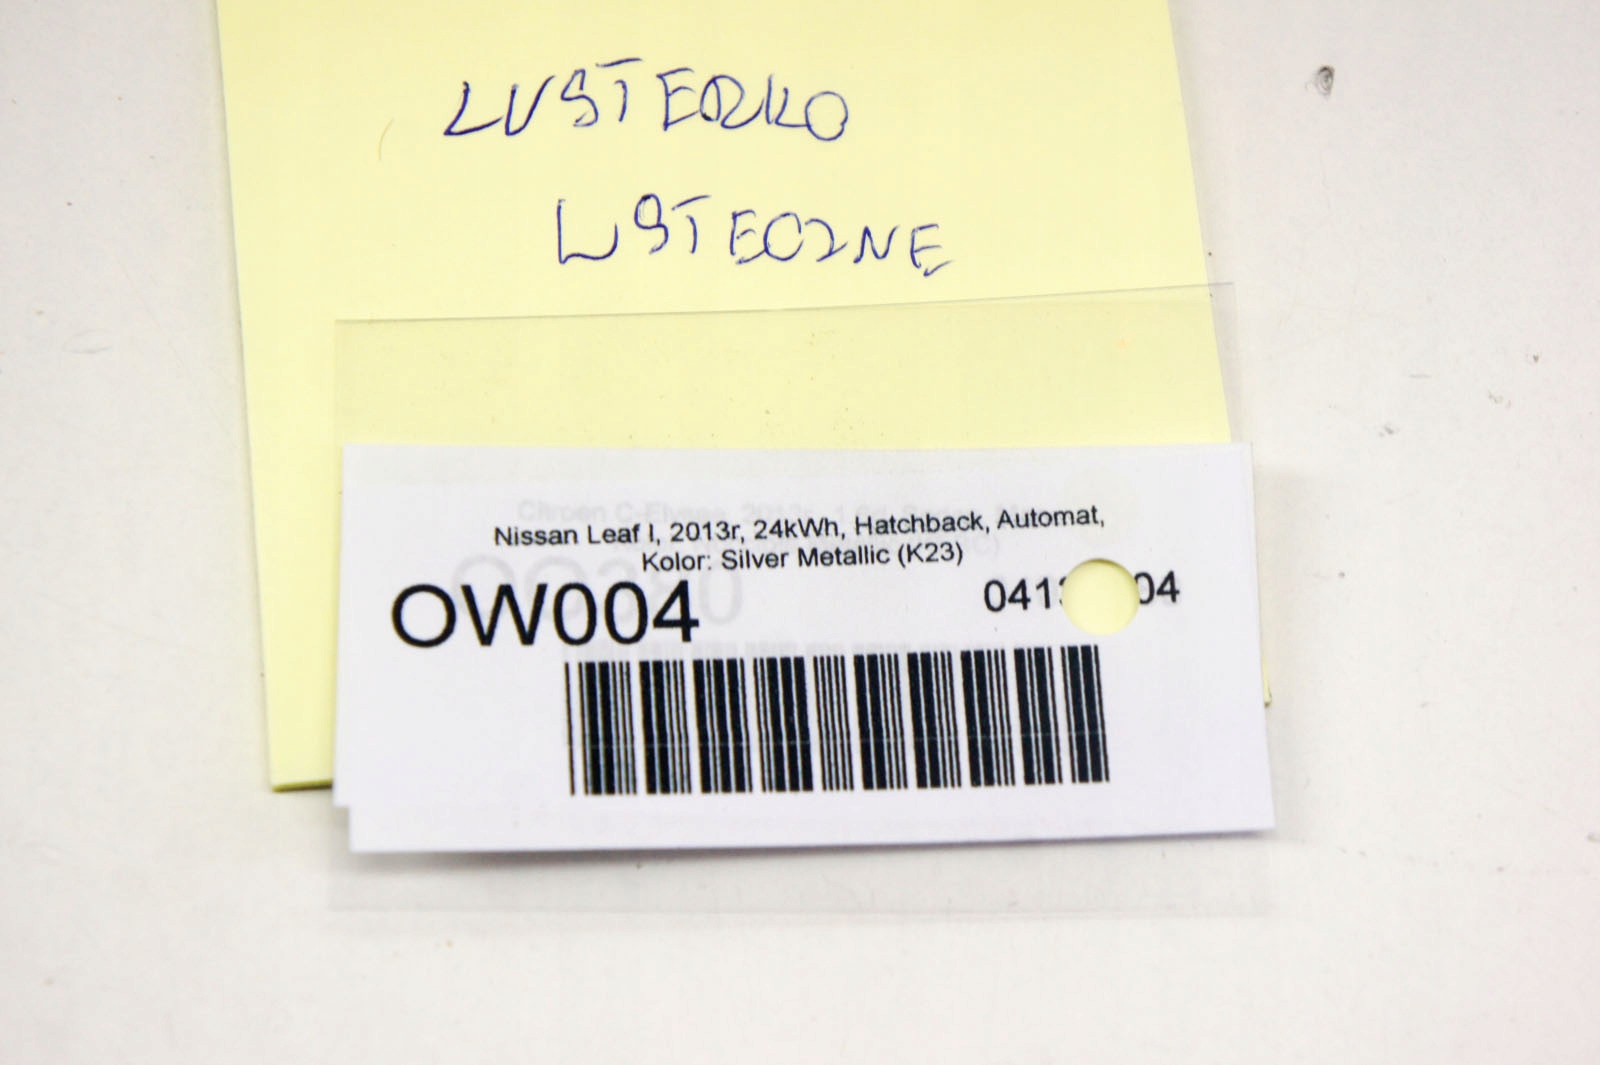 LUSTERKO
WSTECZNE
Nissan Leaf I, 2013r, 24kWh, Hatchback, Automat,
Kolor: Silver Metallic (K23)
OW004